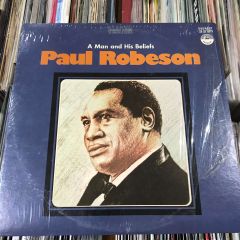 A Man and His Beliefs
Paul Robeson